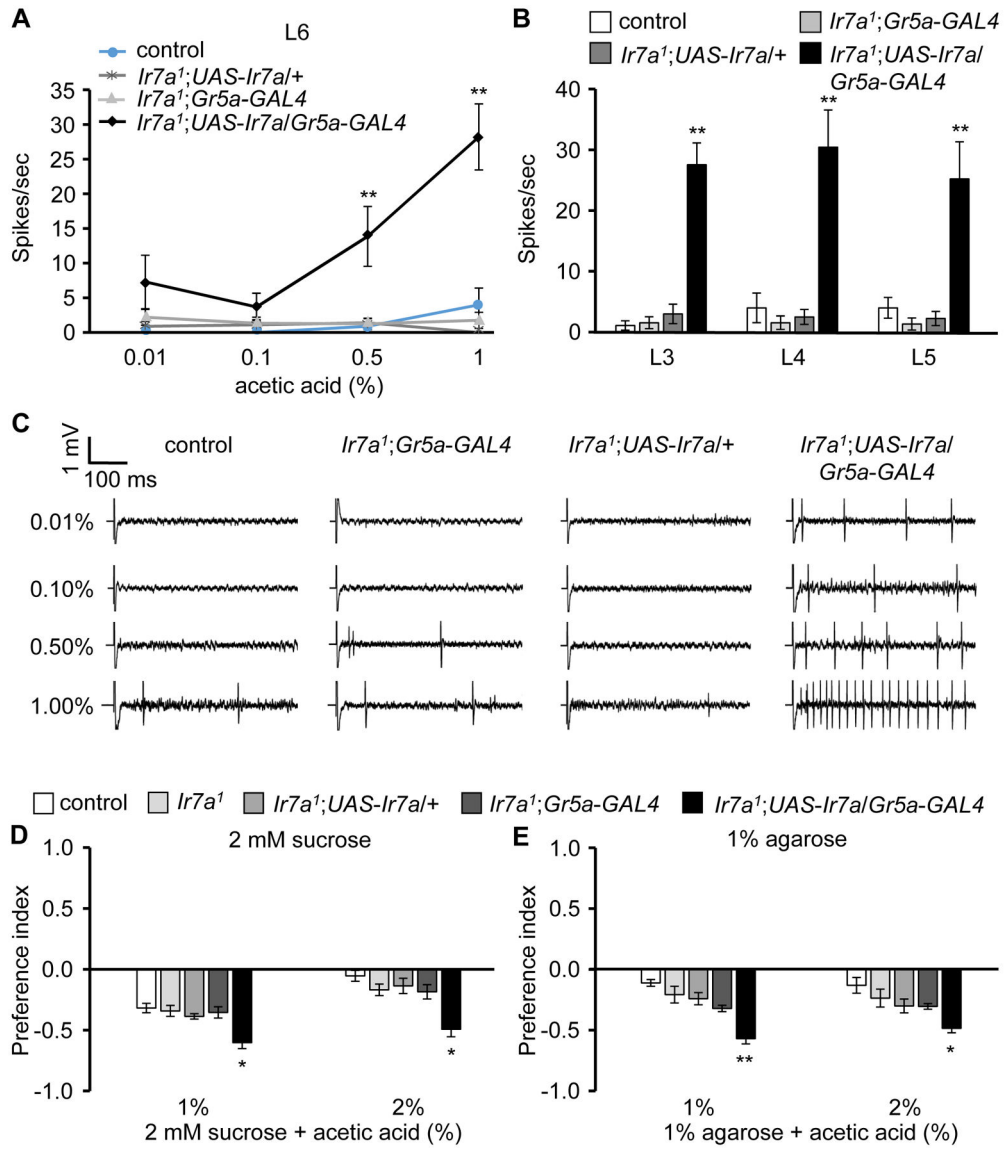 A
L6
control
Ir7a¹;UAS-Ir7a/+
Ir7a¹;Gr5a-GAL4
Ir7a¹;UAS-Ir7a/Gr5a-GAL4
Spikes/sec
35
30
25
20
15
10
5
0
**
**
0.01 0.1 0.5 1
acetic acid (%)
B
control
Ir7a¹;Gr5a-GAL4
Ir7a¹;UAS-Ir7a/+
Ir7a¹;UAS-Ir7a/
Gr5a-GAL4
Spikes/sec
40
30
20
10
0
** ** **
L3 L4 L5
C
1 mV
100 ms
control Ir7a¹;Gr5a-GAL4 Ir7a¹;UAS-Ir7a/+ Ir7a¹;UAS-Ir7a/
Gr5a-GAL4
0.01%
0.10%
0.50%
1.00%
control Ir7a¹ Ir7a¹;UAS-Ir7a/+ Ir7a¹;Gr5a-GAL4 Ir7a¹;UAS-Ir7a/Gr5a-GAL4
D
2 mM sucrose
Preference index
1.0
0.5
0.0
-0.5
-1.0
* *
1% 2%
2 mM sucrose + acetic acid (%)
E
1% agarose
Preference index
1.0
0.5
0.0
-0.5
-1.0
** *
1% 2%
1% agarose + acetic acid (%)